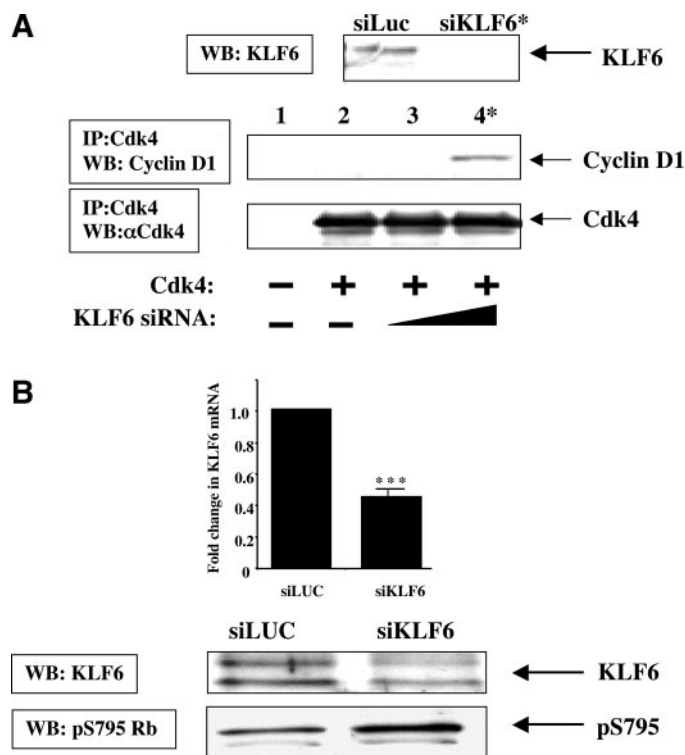 A
siLuc siKLF6*
WB: KLF6
KLF6
1 2 3 4*
IP:Cdk4
WB: Cyclin D1
Cyclin D1
IP:Cdk4
WB:αCdk4
Cdk4
Cdk4: − + + +
KLF6 siRNA: − −
B
Fold change in KLF6 mRNA
1.0
0.8
0.6
0.4
0.2
0
***
siLUC siKLF6
siLUC siKLF6
WB: KLF6
KLF6
WB: pS795 Rb
pS795